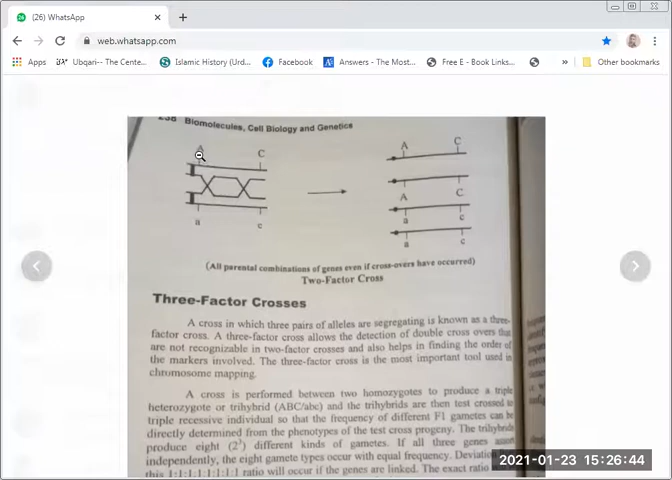 (26) WhatsApp
web.whatsapp.com
Apps
Ubqari -- The Cente...
Islamic History (Urd...
Facebook
Answers - The Most...
Free E - Book Links...
»
Other bookmarks
238 Biomolecules, Cell Biology and Genetics
A C A C
A C
a c a c
a c
(All parental combinations of genes even if cross-overs have occurred)
Two-Factor Cross
Three-Factor Crosses
A cross in which three pairs of alleles are segregating is known as a three-
factor cross. A three-factor cross allows the detection of double cross overs that
are not recognizable in two-factor crosses and also helps in finding the order of
the markers involved. The three-factor cross is the most important tool used in
chromosome mapping.
A cross is performed between two homozygotes to produce a triple
heterozygote or trihybrid (ABC/abc) and the trihybrids are then test crossed to
triple recessive individual so that the frequency of different F1 gametes can be
directly determined from the phenotypes of the test cross progeny. The trihybrids
produce eight (2³) different kinds of gametes. If all three genes assort
independently, the eight gamete types occur with equal frequency. Deviation
this 1:1:1:1:1:1:1:1 ratio will occur if the genes are linked. The exact ratio
2021-01-23 15:26:44